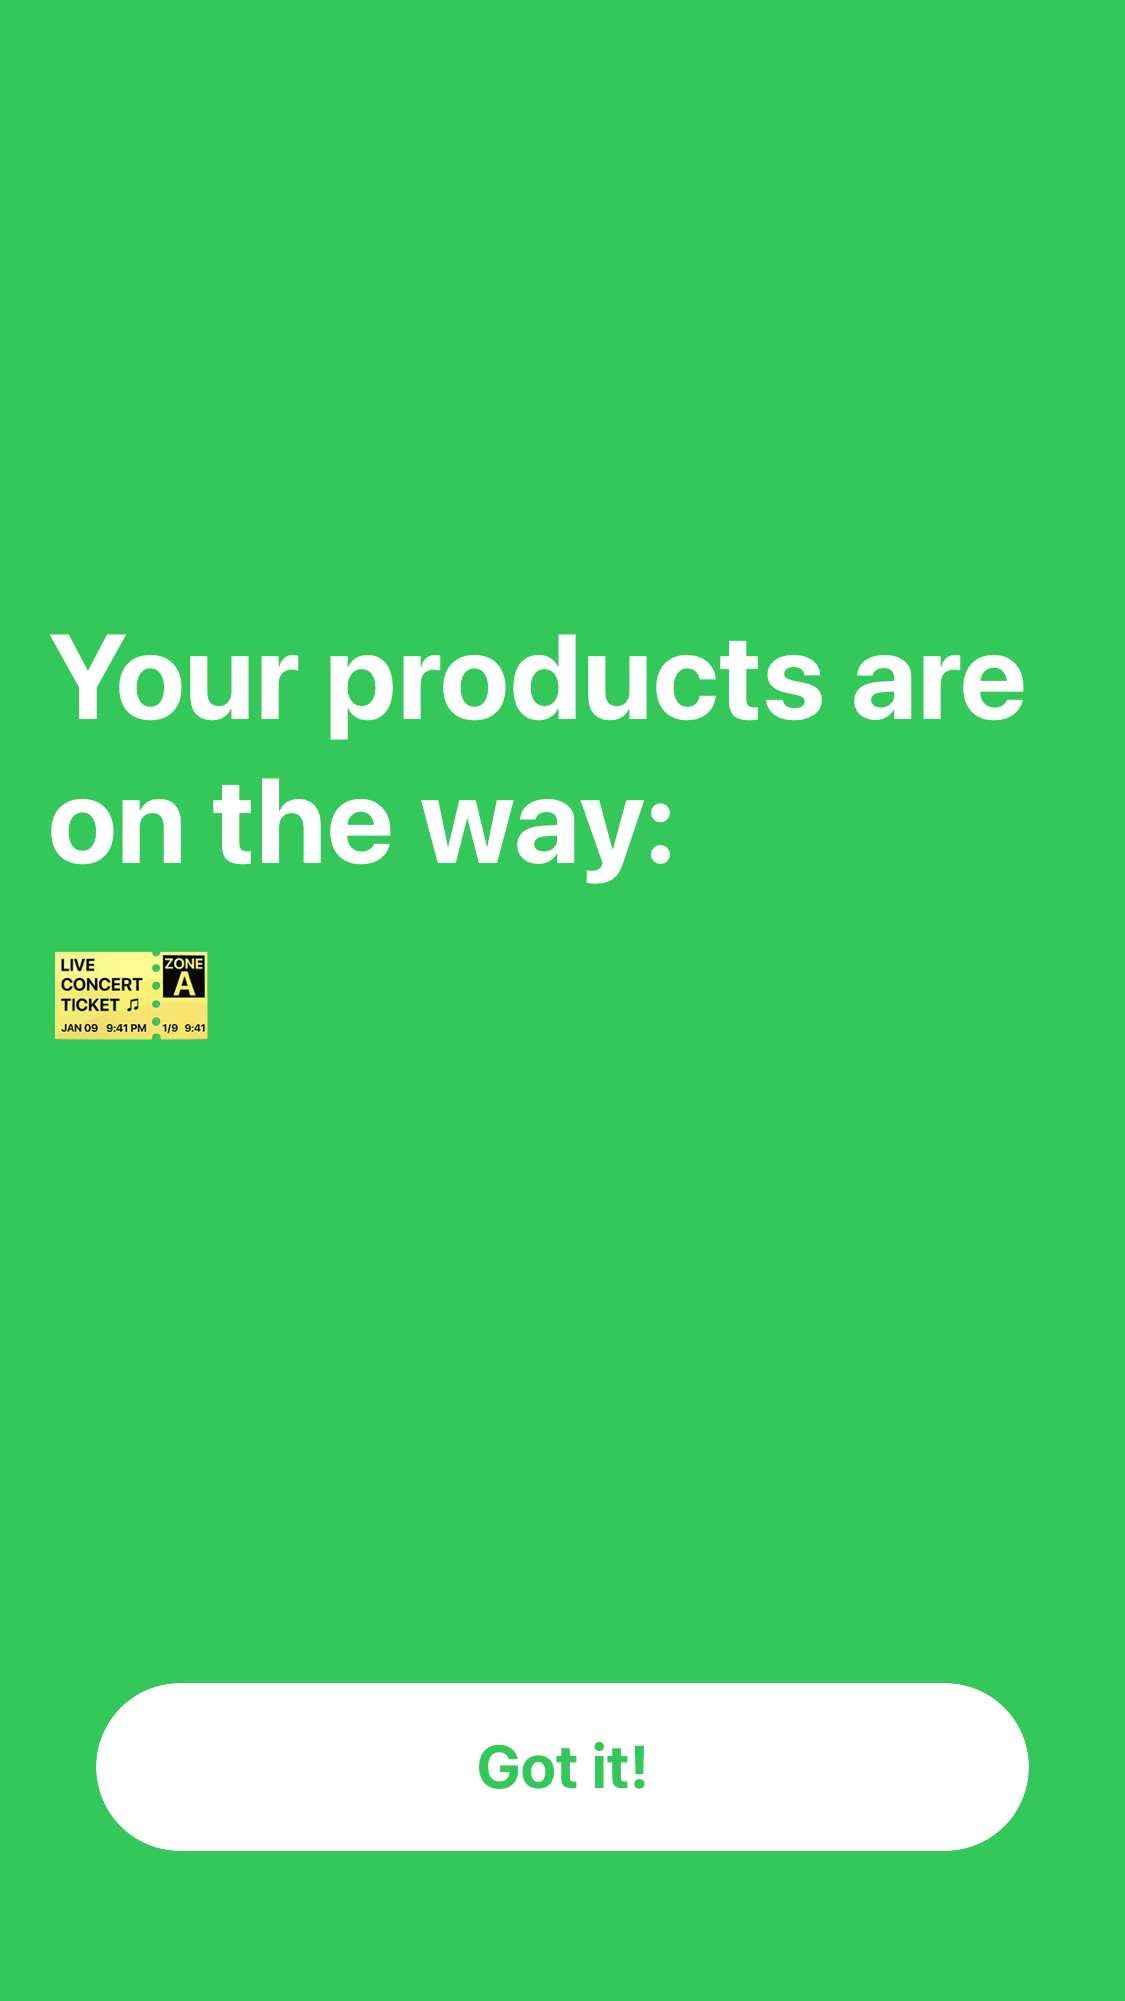 Your products are
on the way:
LIVE
CONCERT
TICKET ♫
JAN 09 9:41 PM
ZONE
A
1/9 9:41
Got it!